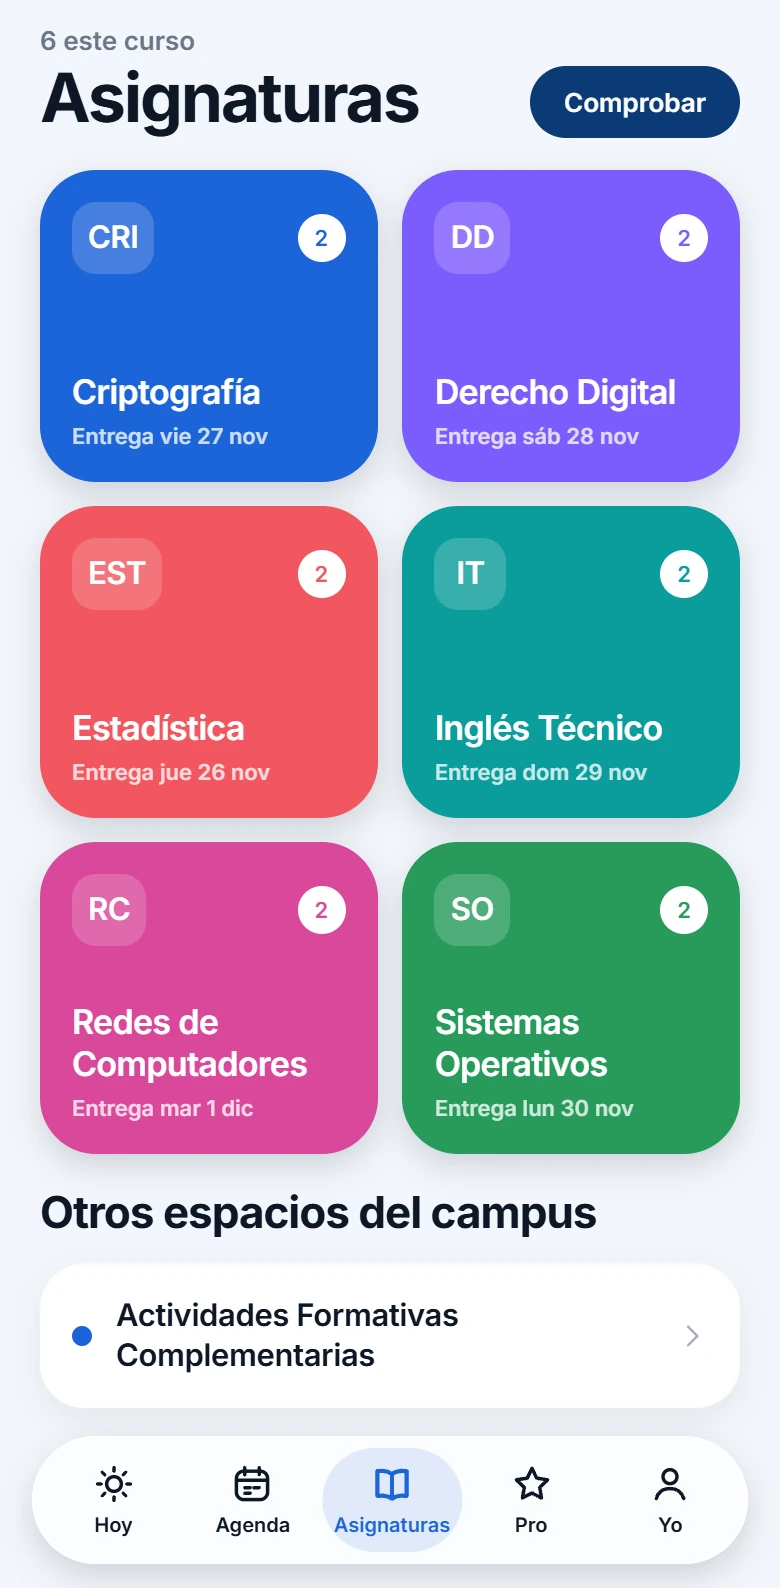 6 este curso
Asignaturas
Comprobar
CRI
2
Criptografía
Entrega vie 27 nov
DD
2
Derecho Digital
Entrega sáb 28 nov
EST
2
Estadística
Entrega jue 26 nov
IT
2
Inglés Técnico
Entrega dom 29 nov
RC
2
Redes de
Computadores
Entrega mar 1 dic
SO
2
Sistemas
Operativos
Entrega lun 30 nov
Otros espacios del campus
Actividades Formativas
Complementarias
Hoy
Agenda
Asignaturas
Pro
Yo